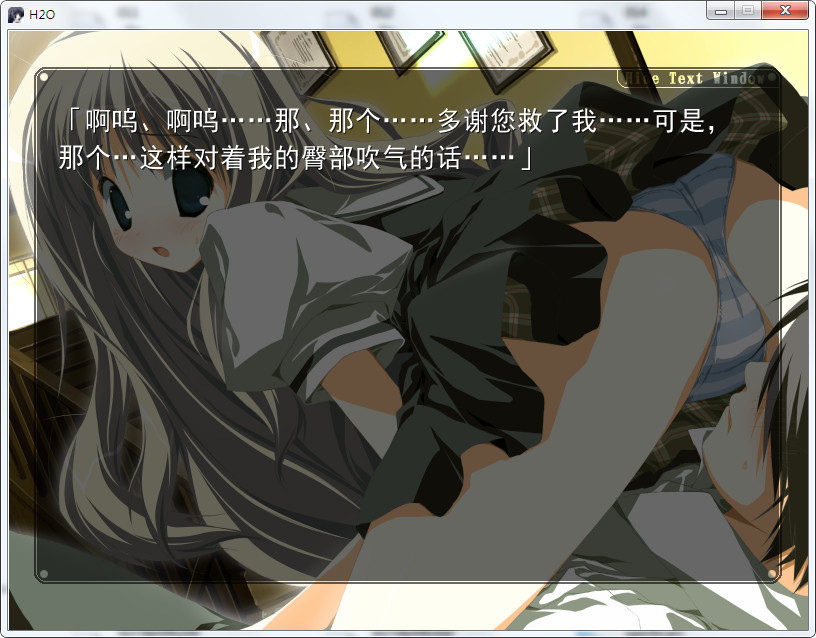 H2O
Hide Text Window
「啊呜、啊呜……那、那个……多谢您救了我……可是，
那个…这样对着我的臀部吹气的话……」